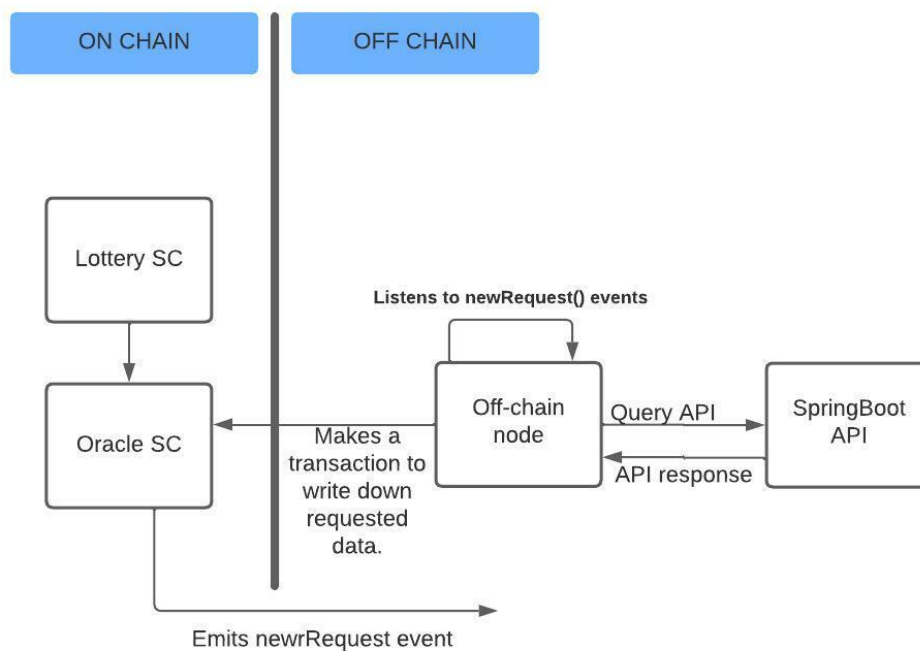 ON CHAIN
OFF CHAIN
Lottery SC
Listens to newRequest() events
Oracle SC
Off-chain
node
Query API
API response
SpringBoot
API
Makes a
transaction to
write down
requested
data.
Emits newrRequest event